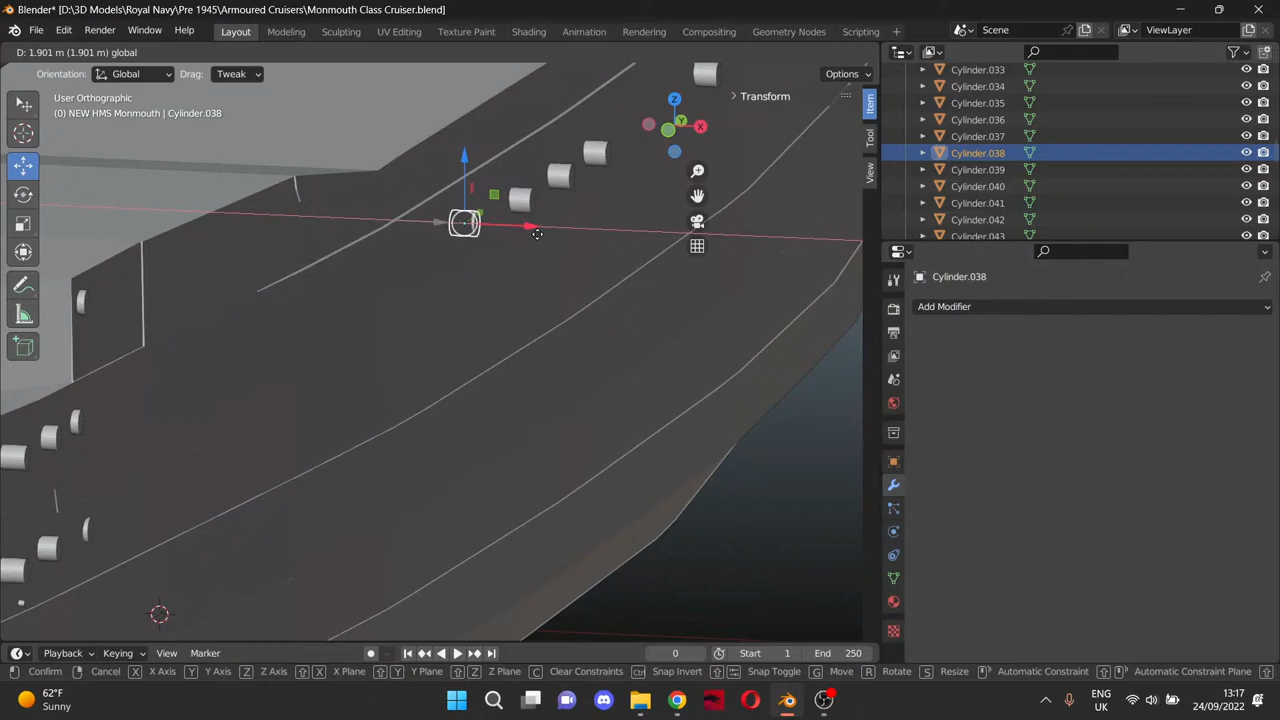 Blender* [D:\3D Models\Royal Navy\Pre 1945\Armoured Cruisers\Monmouth Class Cruiser.blend]
File Edit Render Window Help Layout Modeling Sculpting UV Editing Texture Paint Shading Animation Rendering Compositing Geometry Nodes Scripting + Scene ViewLayer
D: 1.901 m (1.901 m) global
Orientation: Global Drag: Tweak Options
User Orthographic
(0) NEW HMS Monmouth | Cylinder.038
Transform
Z
Y
X
Item
Tool
View
Cylinder.033
Cylinder.034
Cylinder.035
Cylinder.036
Cylinder.037
Cylinder.038
Cylinder.039
Cylinder.040
Cylinder.041
Cylinder.042
Cylinder.043
Cylinder.038
Add Modifier
Playback Keying View Marker 0 Start 1 End 250
Confirm Cancel X X Axis Y Y Axis Z Z Axis X X Plane Y Y Plane Z Z Plane C Clear Constraints Ctrl Snap Invert Snap Toggle G Move R Rotate S Resize Automatic Constraint Automatic Constraint Plane
62°F
Sunny
ENG
UK
13:17
24/09/2022